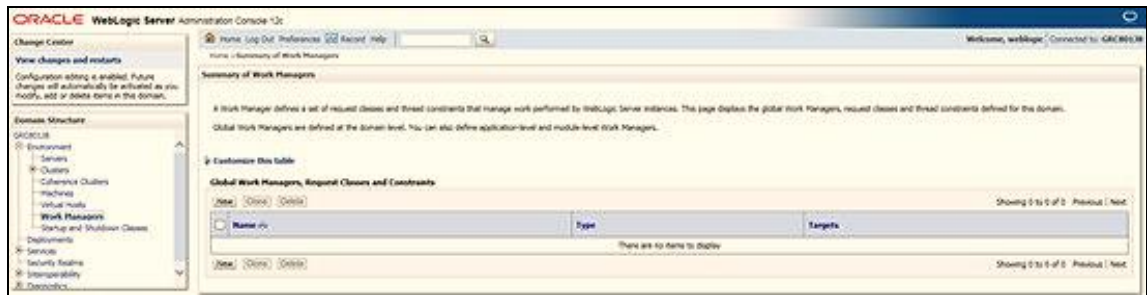 ORACLE WebLogic Server Administration Console 12c
Change Center
View changes and restarts
Configuration editing is enabled. Future
changes will automatically be activated as you
modify, add or delete items in this domain.
Domain Structure
GRC80138
Environment
Servers
Clusters
Coherence Clusters
Machines
Virtual Hosts
Work Managers
Startup and Shutdown Classes
Deployments
Services
Security Realms
Interoperability
Diagnostics
Home Log Out Preferences Record Help
Welcome, weblogic Connected to: GRC80138
Home > Summary of Work Managers
Summary of Work Managers
A Work Manager defines a set of request classes and thread constraints that manage work performed by WebLogic Server instances. This page displays the global Work Managers, request classes and thread constraints defined for this domain.
Global Work Managers are defined at the domain level. You can also define application-level and module-level Work Managers.
Customize this table
Global Work Managers, Request Classes and Constraints
New Clone Delete
Showing 0 to 0 of 0 Previous | Next
Name Type Targets
There are no items to display
New Clone Delete
Showing 0 to 0 of 0 Previous | Next